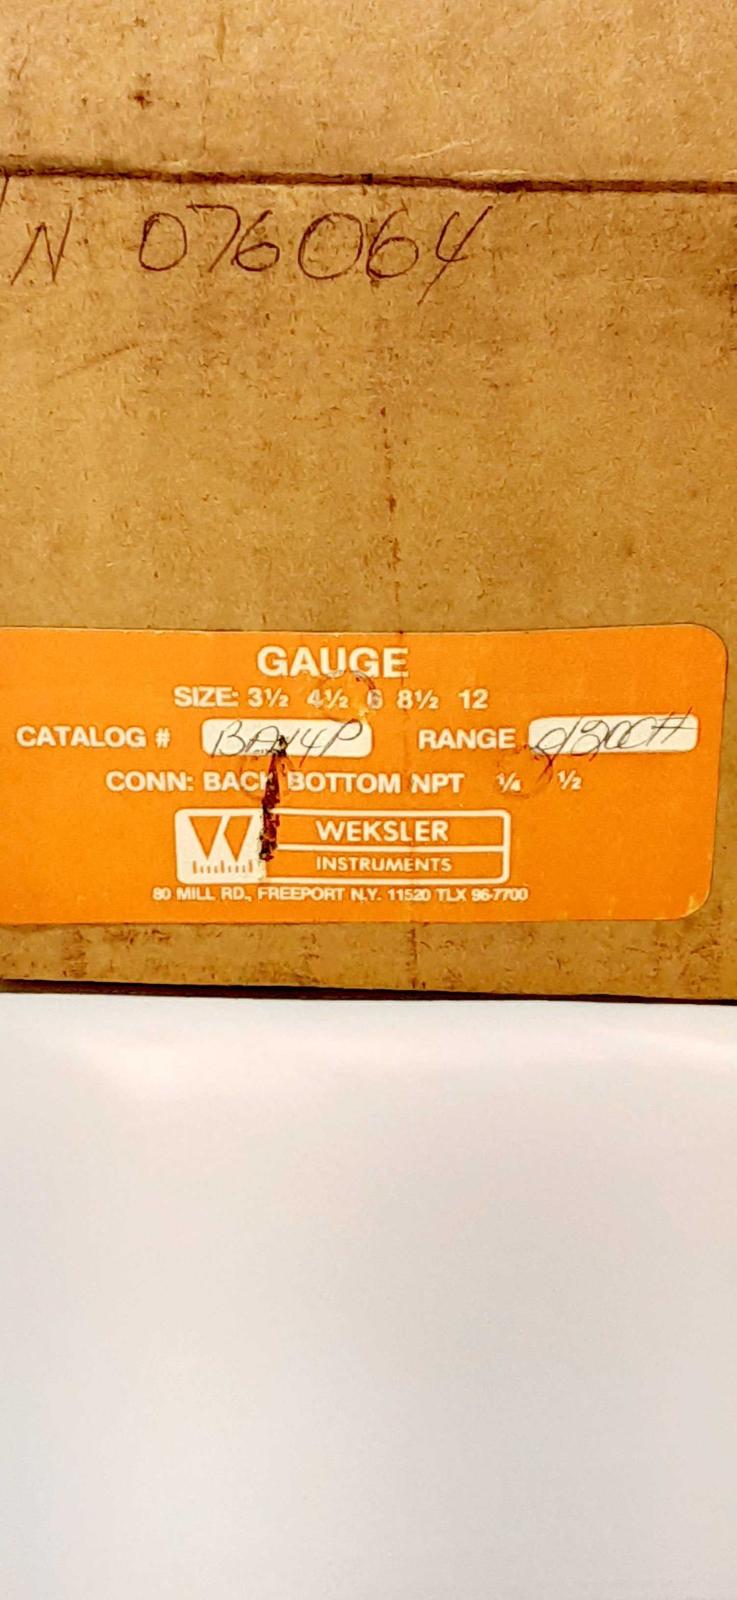 N 076064
GAUGE
SIZE: 3½ 4½ 6 8½ 12
CATALOG # BA14P RANGE 0/200#
CONN: BACK BOTTOM NPT ¼ ½
WEKSLER
INSTRUMENTS
80 MILL RD., FREEPORT N.Y. 11520 TLX 96-7700